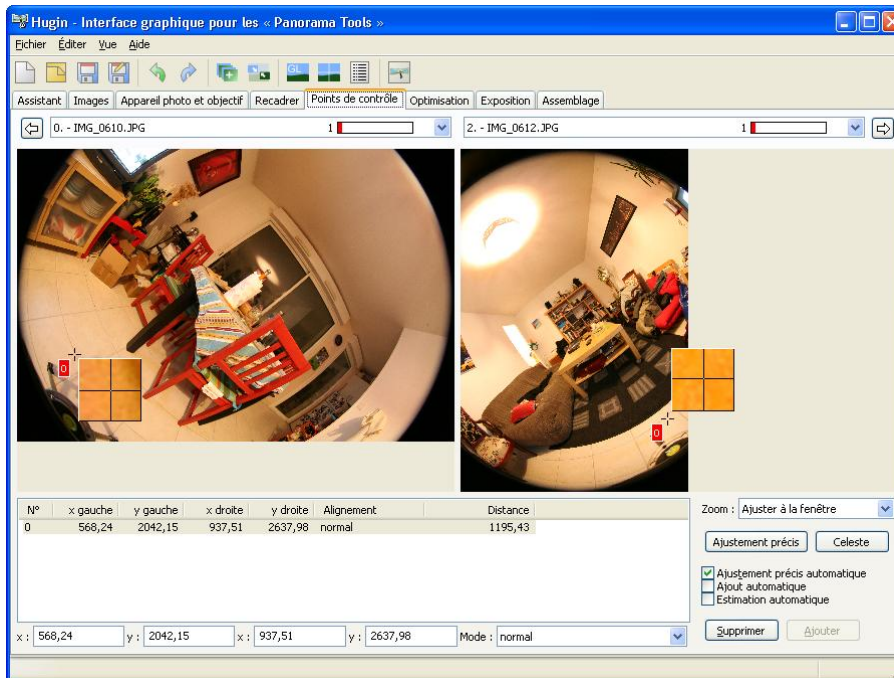 Hugin - Interface graphique pour les « Panorama Tools »
Fichier Éditer Vue Aide
GL
Assistant Images Appareil photo et objectif Recadrer Points de contrôle Optimisation Exposition Assemblage
0. - IMG_0610.JPG 1 2. - IMG_0612.JPG 1
0
0
N° x gauche y gauche x droite y droite Alignement Distance
0 568,24 2042,15 937,51 2637,98 normal 1195,43
Zoom : Ajuster à la fenêtre
Ajustement précis Celeste
Ajustement précis automatique
Ajout automatique
Estimation automatique
x : 568,24 y : 2042,15 x : 937,51 y : 2637,98 Mode : normal
Supprimer Ajouter